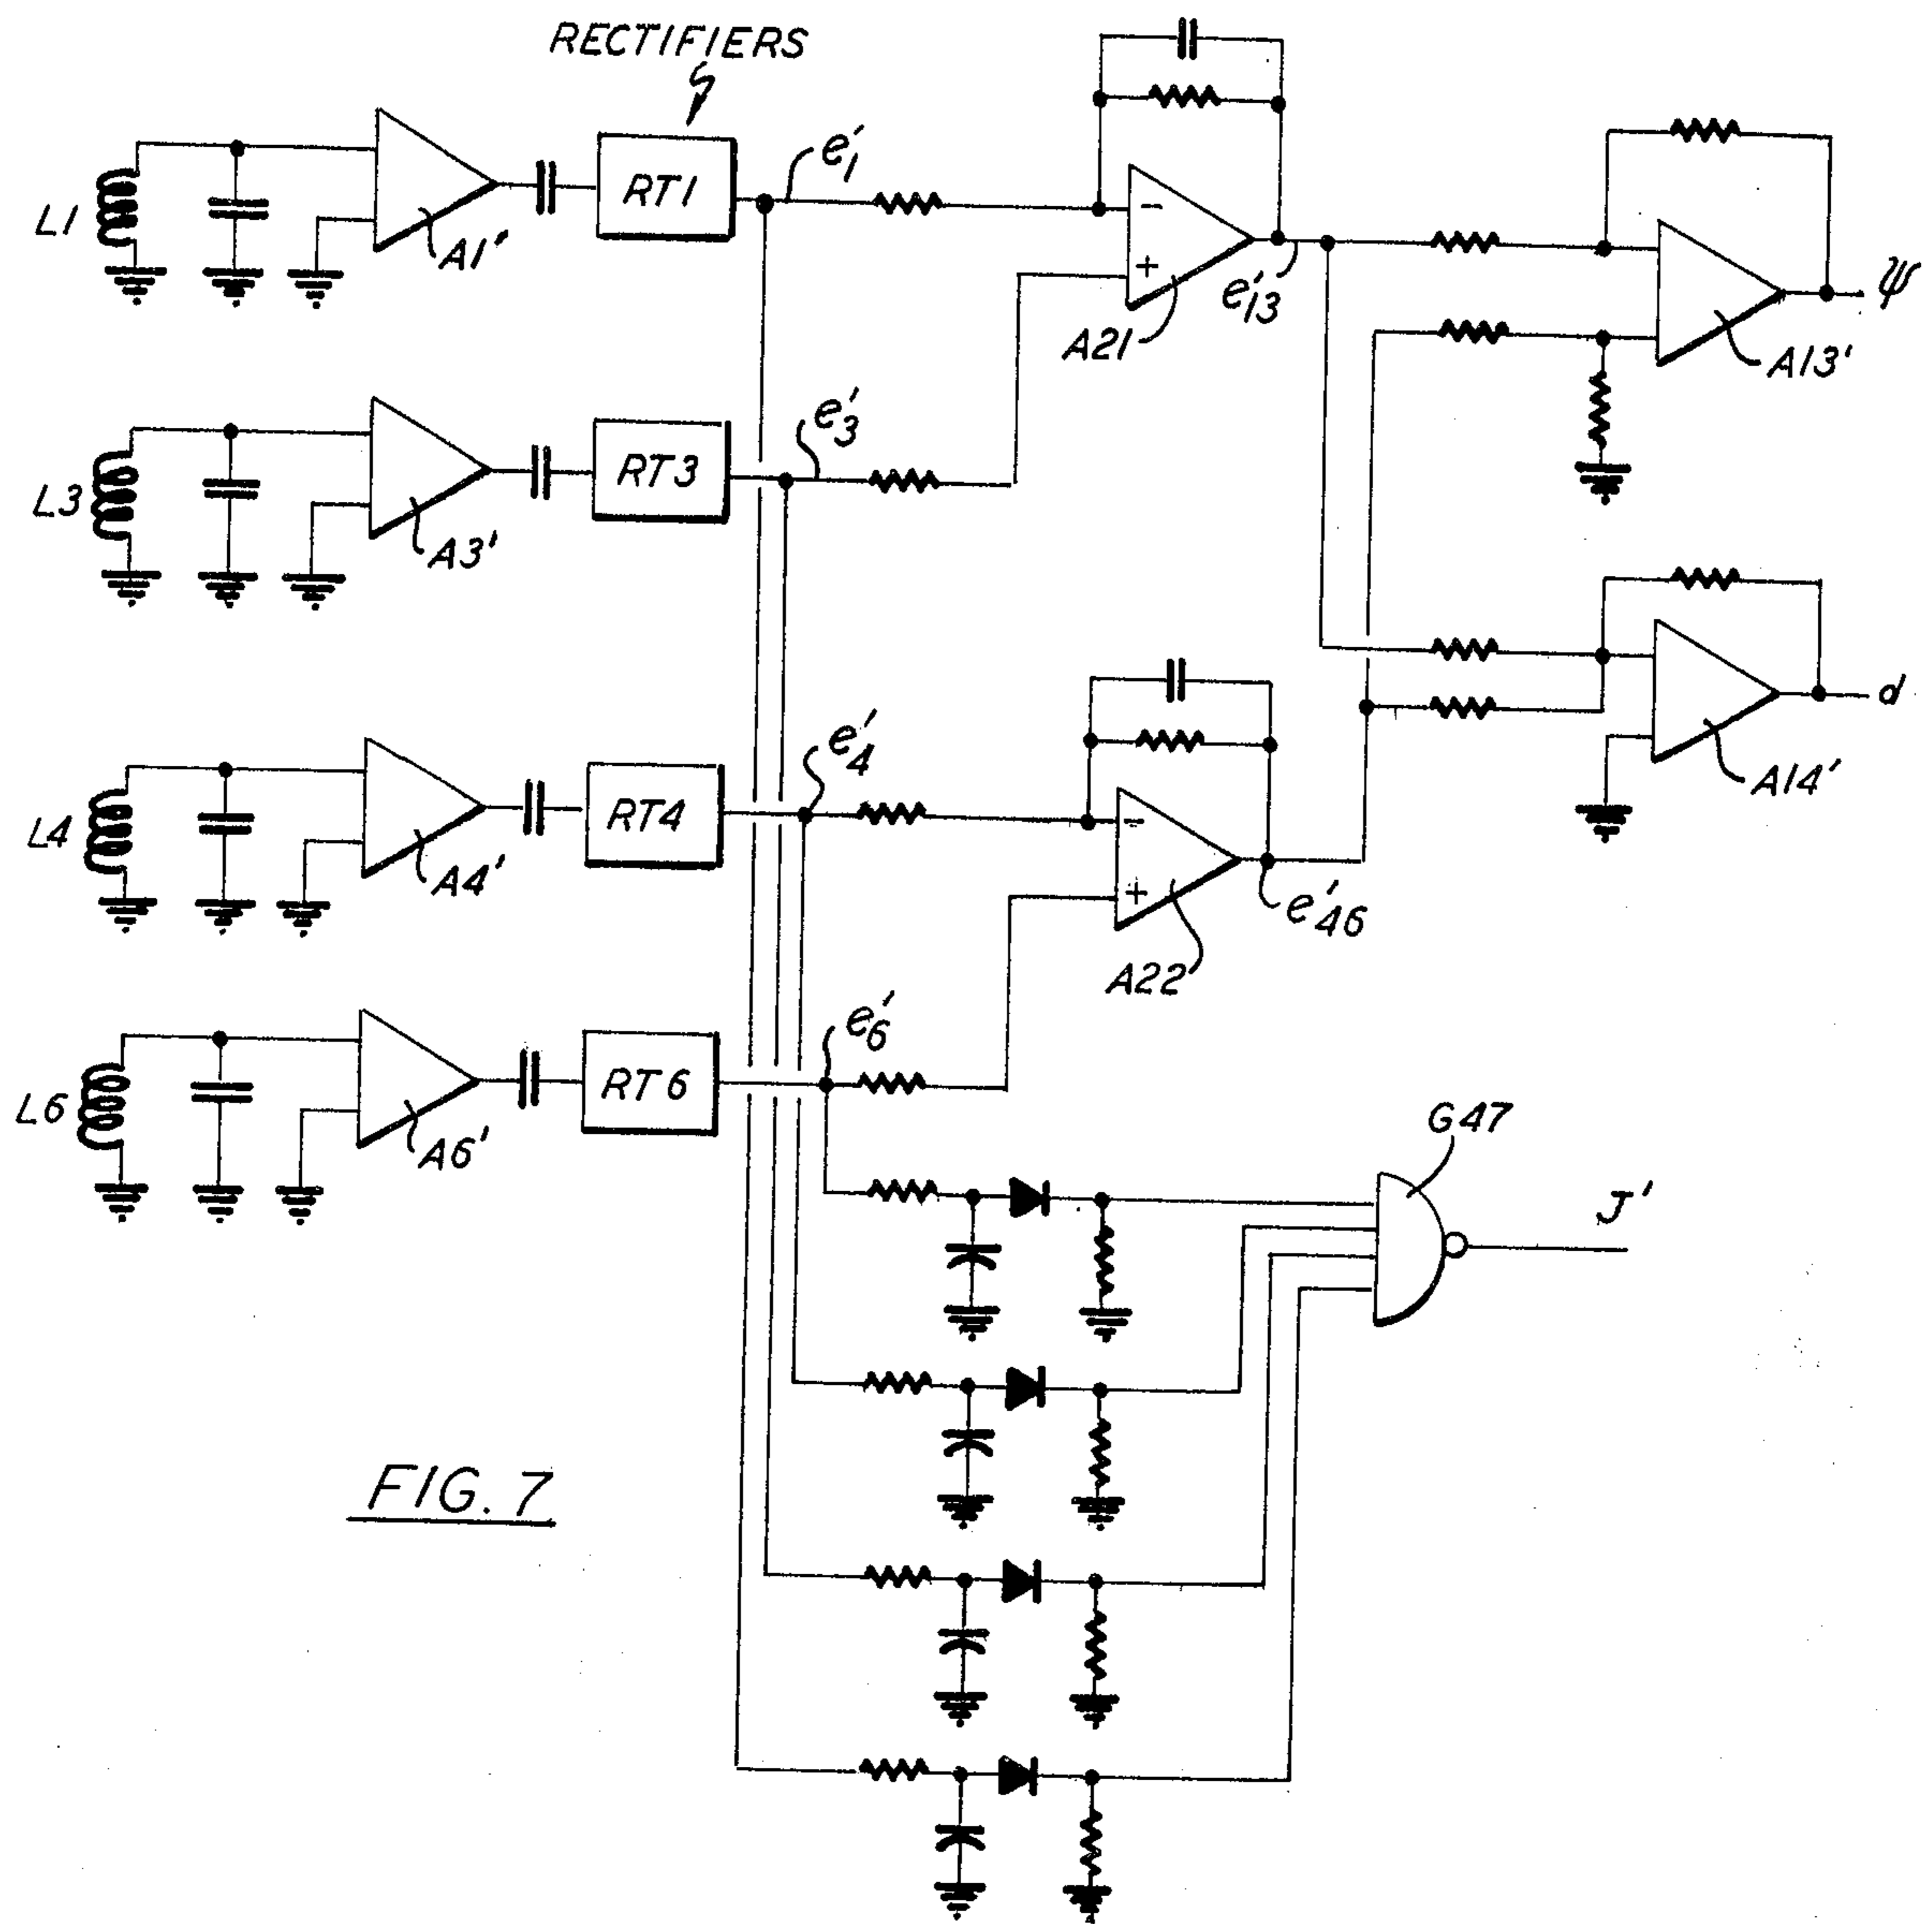 RECTIFIERS
L1
A1'
RT1
e'1
-
+
A21
e'13
A13'
ψ
L3
A3'
RT3
e'3
L4
A4'
RT4
e'4
-
+
A22
e'46
A14'
d
L6
A6'
RT6
e'6
G47
J'
FIG. 7